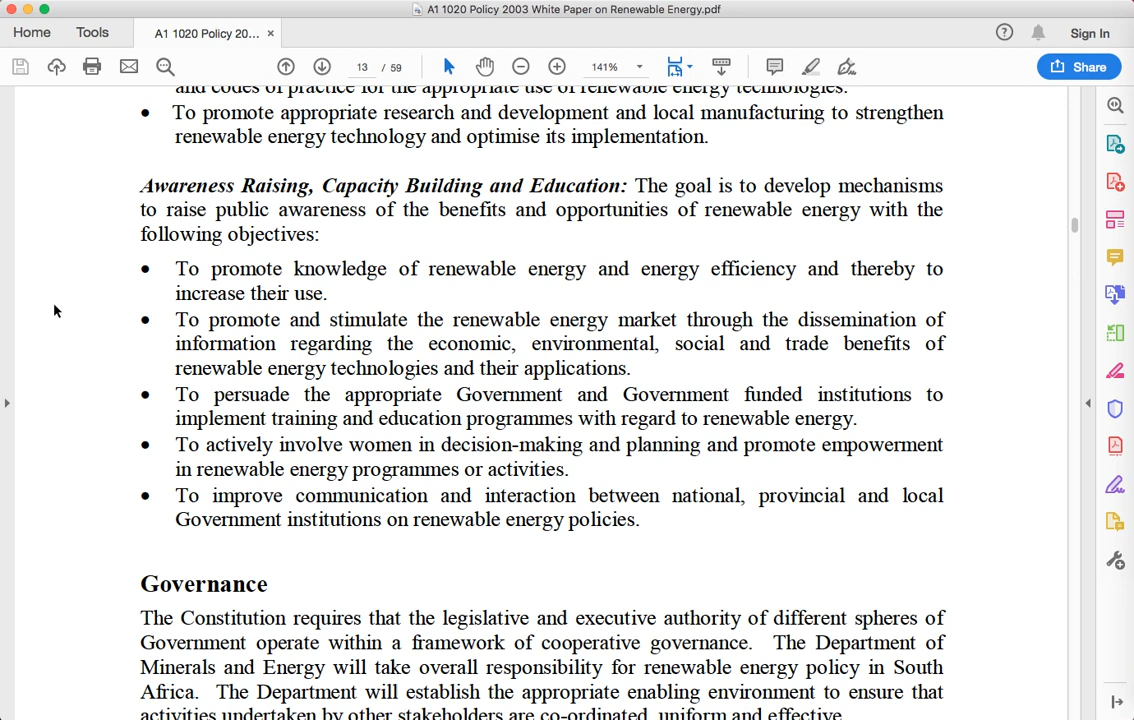 A1 1020 Policy 2003 White Paper on Renewable Energy.pdf
Home Tools A1 1020 Policy 20... × Sign In
13 / 59 141% Share
and codes of practice for the appropriate use of renewable energy technologies.
• To promote appropriate research and development and local manufacturing to strengthen
renewable energy technology and optimise its implementation.
Awareness Raising, Capacity Building and Education: The goal is to develop mechanisms
to raise public awareness of the benefits and opportunities of renewable energy with the
following objectives:
• To promote knowledge of renewable energy and energy efficiency and thereby to
increase their use.
• To promote and stimulate the renewable energy market through the dissemination of
information regarding the economic, environmental, social and trade benefits of
renewable energy technologies and their applications.
• To persuade the appropriate Government and Government funded institutions to
implement training and education programmes with regard to renewable energy.
• To actively involve women in decision-making and planning and promote empowerment
in renewable energy programmes or activities.
• To improve communication and interaction between national, provincial and local
Government institutions on renewable energy policies.
Governance
The Constitution requires that the legislative and executive authority of different spheres of
Government operate within a framework of cooperative governance. The Department of
Minerals and Energy will take overall responsibility for renewable energy policy in South
Africa. The Department will establish the appropriate enabling environment to ensure that
activities undertaken by other stakeholders are co-ordinated, uniform and effective.